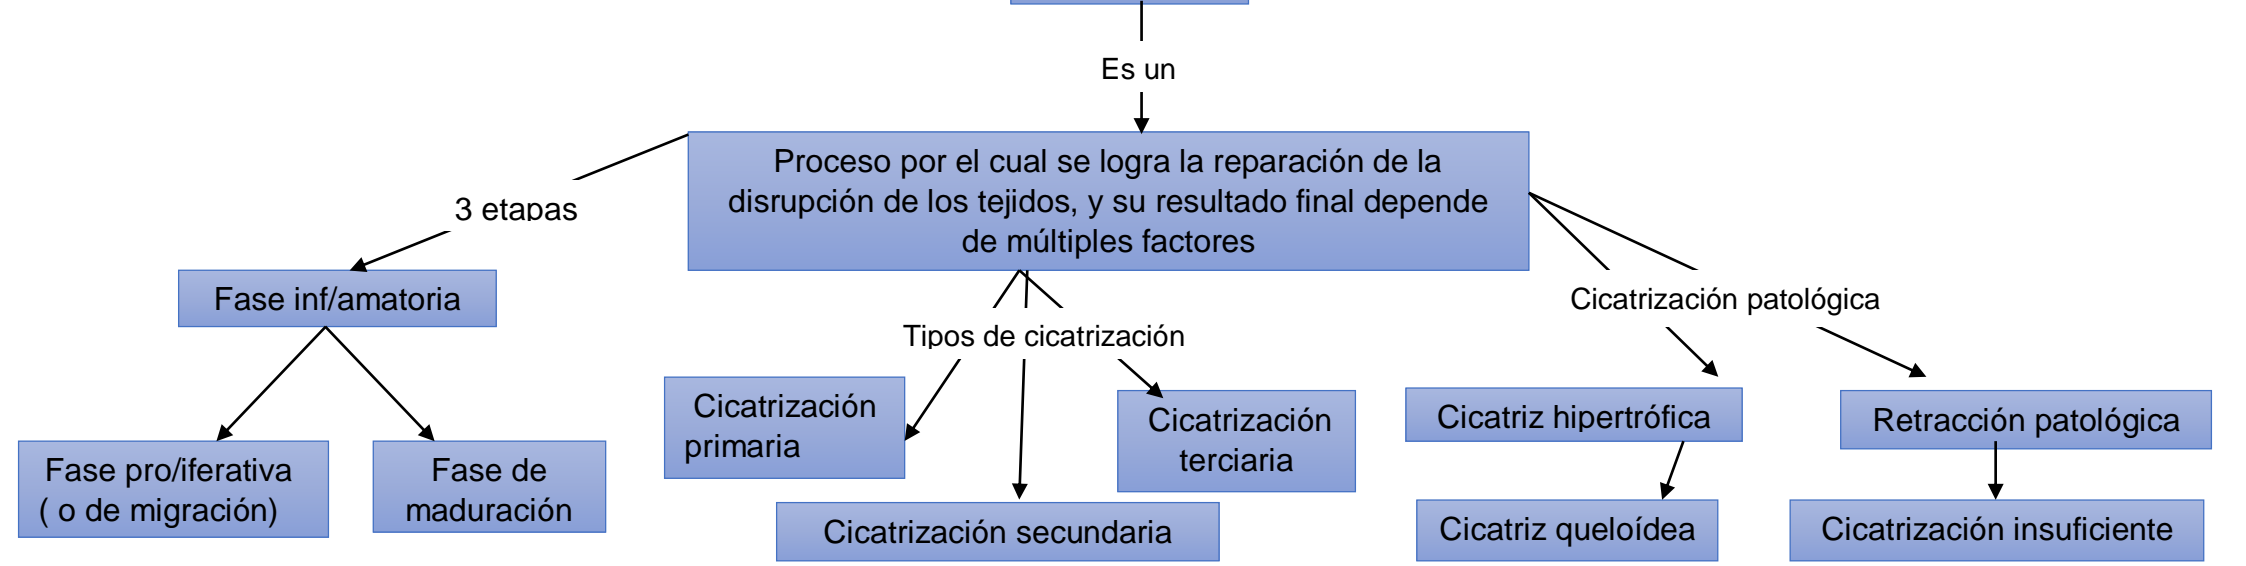 Es un
Proceso por el cual se logra la reparación de la
disrupción de los tejidos, y su resultado final depende
de múltiples factores
3 etapas
Fase inf/amatoria
Cicatrización patológica
Tipos de cicatrización
Cicatrización
primaria
Cicatrización
terciaria
Cicatriz hipertrófica
Retracción patológica
Fase pro/iferativa
( o de migración)
Fase de
maduración
Cicatrización secundaria
Cicatriz queloídea
Cicatrización insuficiente